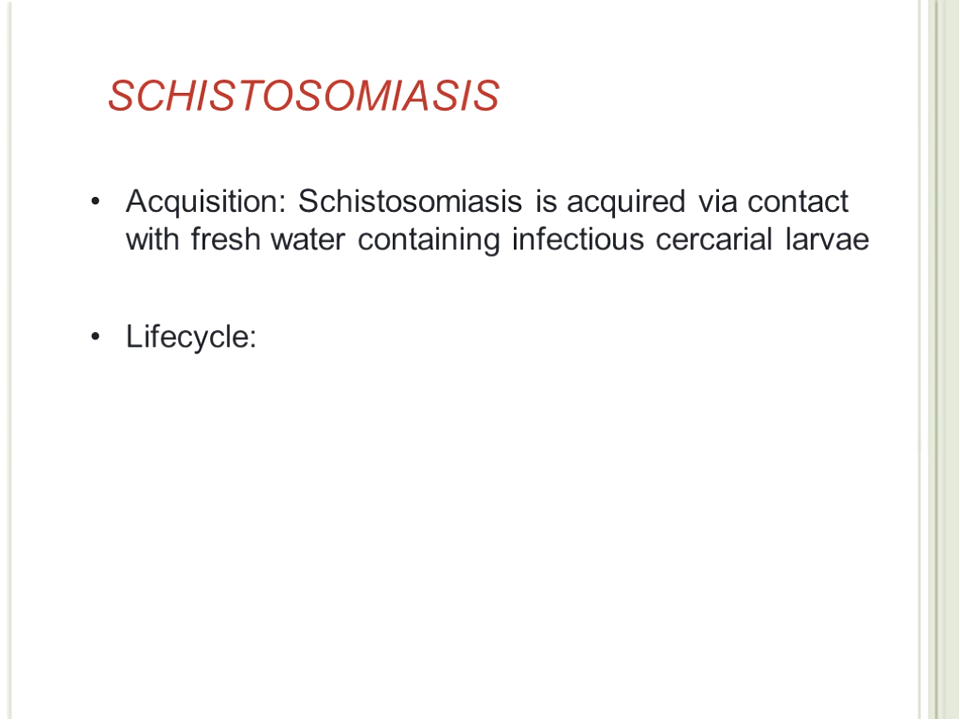 SCHISTOSOMIASIS
• Acquisition: Schistosomiasis is acquired via contact
with fresh water containing infectious cercarial larvae
• Lifecycle: